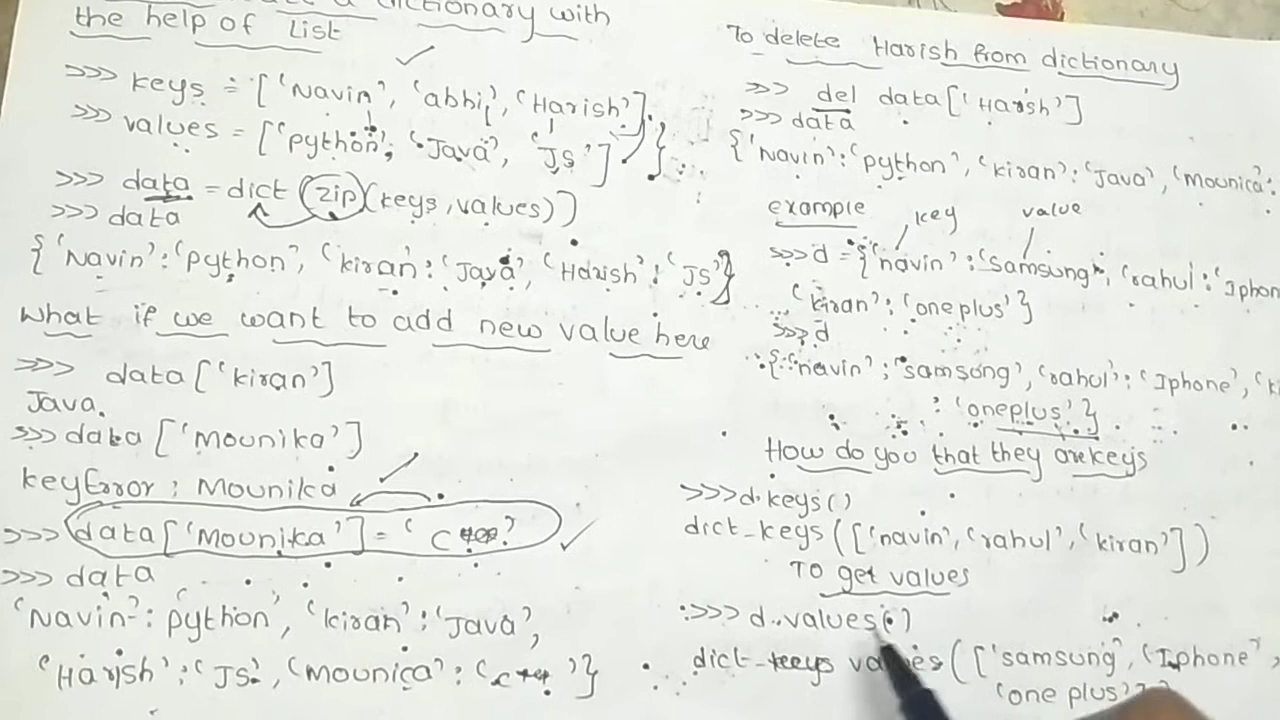 dictionary with
the help of List
>>> keys = ['Navin', 'abhi', 'Harish']
>>> values = ['python', 'Java', 'JS']
>>> data = dict (zip(keys, values))
>>> data
{'Navin':'python', 'kiran':'Java', 'Harish':'JS'}
what if we want to add new value here
>>> data['kiran']
Java.
>>> data['Mounika']
keyError: Mounika
>>> data['Mounika'] = 'C
>>> data
'Navin': python', 'kiran':'Java',
'Harish':'JS', 'Mounica':'C '}
To delete Harish from dictionary
>>> del data['Harish']
>>> data
{'Navin':'python', 'kiran':'Java', 'Mounica':
example key value
>>> d = {'navin':'samsung', 'rahul':'Iphon
... 'kiran':'oneplus'}
>>> d
{'navin':'samsung', 'rahul':'Iphone', 'k
: 'oneplus'}
How do you that they are keys
>>> d.keys()
dict_keys(['navin', 'rahul', 'kiran'])
To get values
>>> d.values()
dict_ values(['samsung', 'Iphone',
'one plus'])